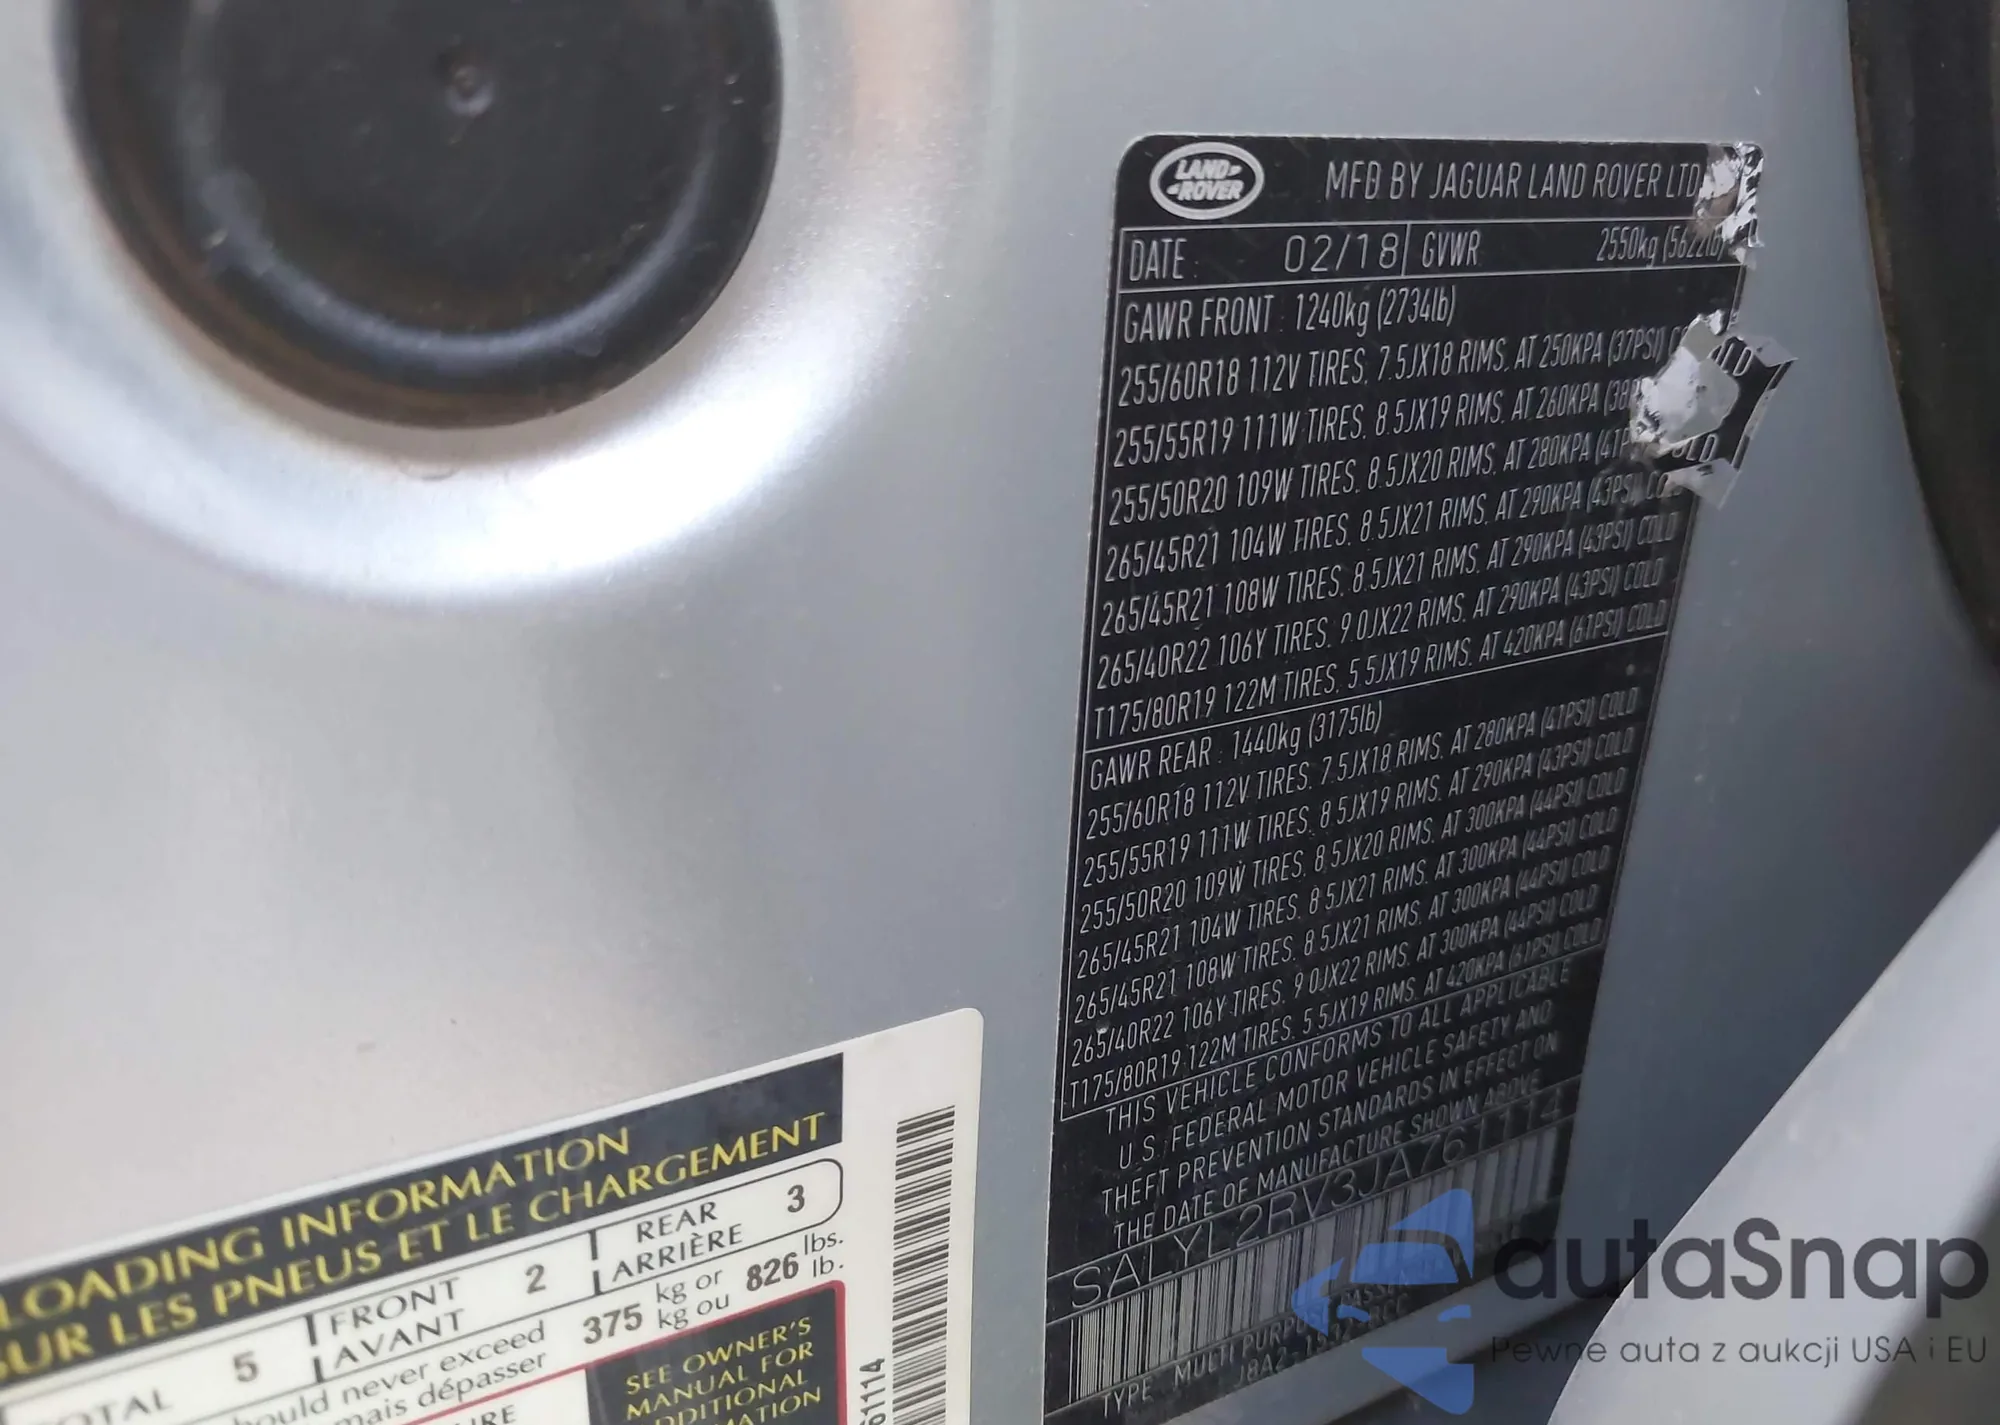 LAND ROVER
MFD BY JAGUAR LAND ROVER LTD
DATE : 02/18 GVWR 2550kg (5622lb)
GAWR FRONT : 1240kg (2734lb)
255/60R18 112V TIRES. 7.5JX18 RIMS. AT 250KPA (37PSI) COLD
255/55R19 111W TIRES. 8.5JX19 RIMS. AT 260KPA
255/50R20 109W TIRES. 8.5JX20 RIMS. AT 280KPA COLD
265/45R21 104W TIRES. 8.5JX21 RIMS. AT 290KPA (43PSI) COLD
265/45R21 108W TIRES. 8.5JX21 RIMS. AT 290KPA (43PSI) COLD
265/40R22 106Y TIRES. 9.0JX22 RIMS. AT 290KPA (43PSI) COLD
T175/80R19 122M TIRES. 5.5JX19 RIMS. AT 420KPA (61PSI) COLD
GAWR REAR : 1440kg (3175lb)
255/60R18 112V TIRES. 7.5JX18 RIMS. AT 280KPA (41PSI) COLD
255/55R19 111W TIRES. 8.5JX19 RIMS. AT 290KPA (43PSI) COLD
255/50R20 109W TIRES. 8.5JX20 RIMS. AT 300KPA (44PSI) COLD
265/45R21 104W TIRES. 8.5JX21 RIMS. AT 300KPA (44PSI) COLD
265/45R21 108W TIRES. 8.5JX21 RIMS. AT 300KPA (44PSI) COLD
265/40R22 106Y TIRES. 9.0JX22 RIMS. AT 300KPA (44PSI) COLD
T175/80R19 122M TIRES. 5.5JX19 RIMS. AT 420KPA (61PSI) COLD
THIS VEHICLE CONFORMS TO ALL APPLICABLE
U.S. FEDERAL MOTOR VEHICLE SAFETY AND
THEFT PREVENTION STANDARDS IN EFFECT ON
THE DATE OF MANUFACTURE SHOWN ABOVE
SALYL2RV3JA761114
TYPE MULTI PURPOSE
LOADING INFORMATION
SUR LES PNEUS ET LE CHARGEMENT
5 FRONT AVANT 2 REAR ARRIÈRE 3
never exceed 375 kg or 826 lbs.
mais dépasser kg ou lb.
SEE OWNER'S
MANUAL FOR
61114
autaSnap
Pewne auta z aukcji USA i EU